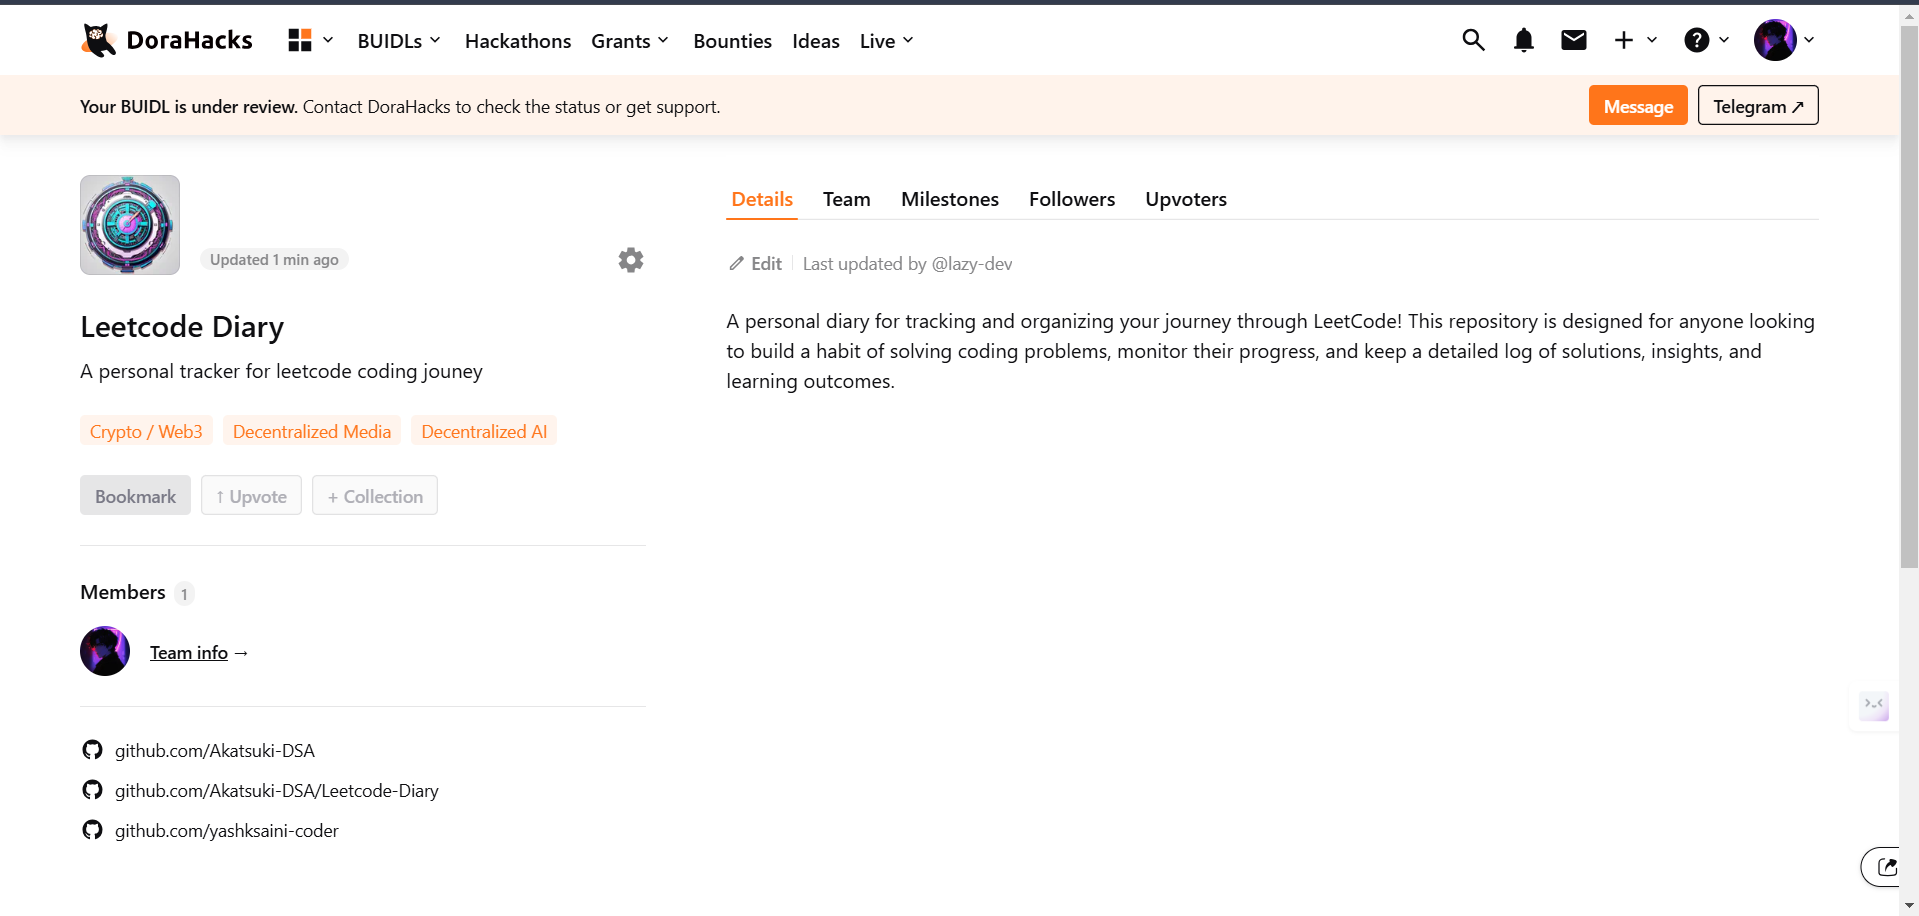 DoraHacks
BUIDLs
Hackathons
Grants
Bounties
Ideas
Live
Your BUIDL is under review. Contact DoraHacks to check the status or get support.
Message
Telegram ↗
Updated 1 min ago
Leetcode Diary
A personal tracker for leetcode coding jouney
Crypto / Web3
Decentralized Media
Decentralized AI
Bookmark
↑ Upvote
+ Collection
Members 1
Team info →
github.com/Akatsuki-DSA
github.com/Akatsuki-DSA/Leetcode-Diary
github.com/yashksaini-coder
Details
Team
Milestones
Followers
Upvoters
Edit
Last updated by @lazy-dev
A personal diary for tracking and organizing your journey through LeetCode! This repository is designed for anyone looking
to build a habit of solving coding problems, monitor their progress, and keep a detailed log of solutions, insights, and
learning outcomes.